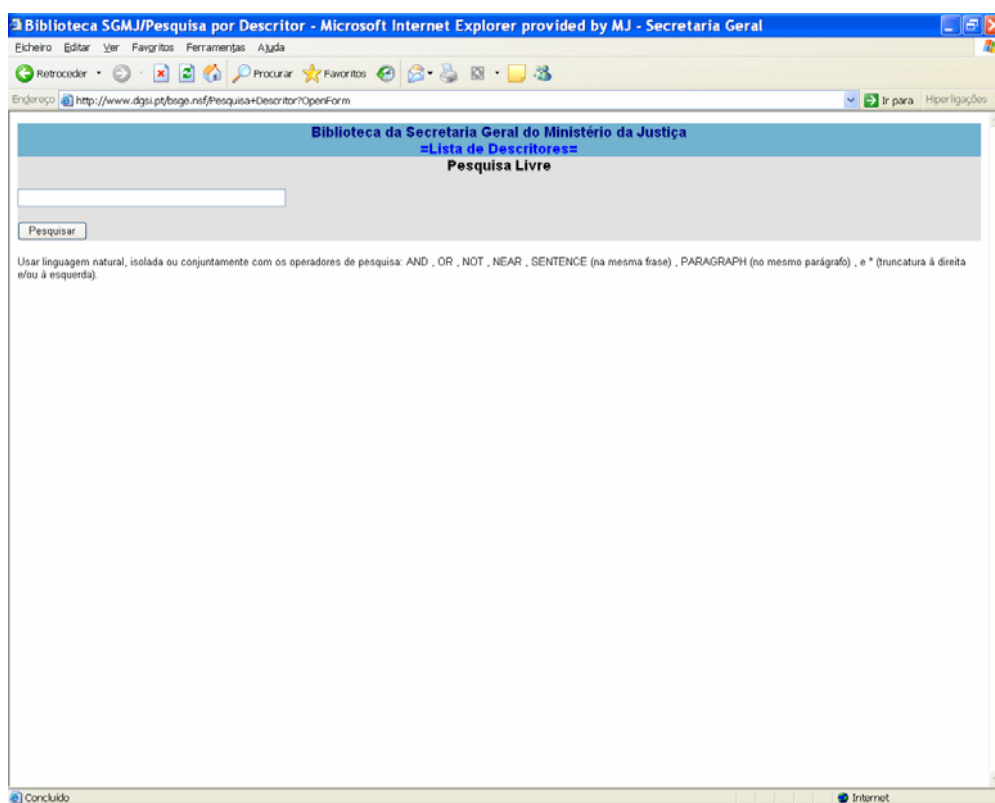 Biblioteca SGMJ/Pesquisa por Descritor - Microsoft Internet Explorer provided by MJ - Secretaria Geral
Ficheiro Editar Ver Favoritos Ferramentas Ajuda
Retroceder Procurar Favoritos
Endereço http://www.dgsi.pt/bsge.nsf/Pesquisa+Descritor?OpenForm Ir para Hiperligações
Biblioteca da Secretaria Geral do Ministério da Justiça
=Lista de Descritores=
Pesquisa Livre
Pesquisar
Usar linguagem natural, isolada ou conjuntamente com os operadores de pesquisa: AND , OR , NOT , NEAR , SENTENCE (na mesma frase) , PARAGRAPH (no mesmo parágrafo) , e * (truncatura à direita
e/ou à esquerda).
Concluído Internet